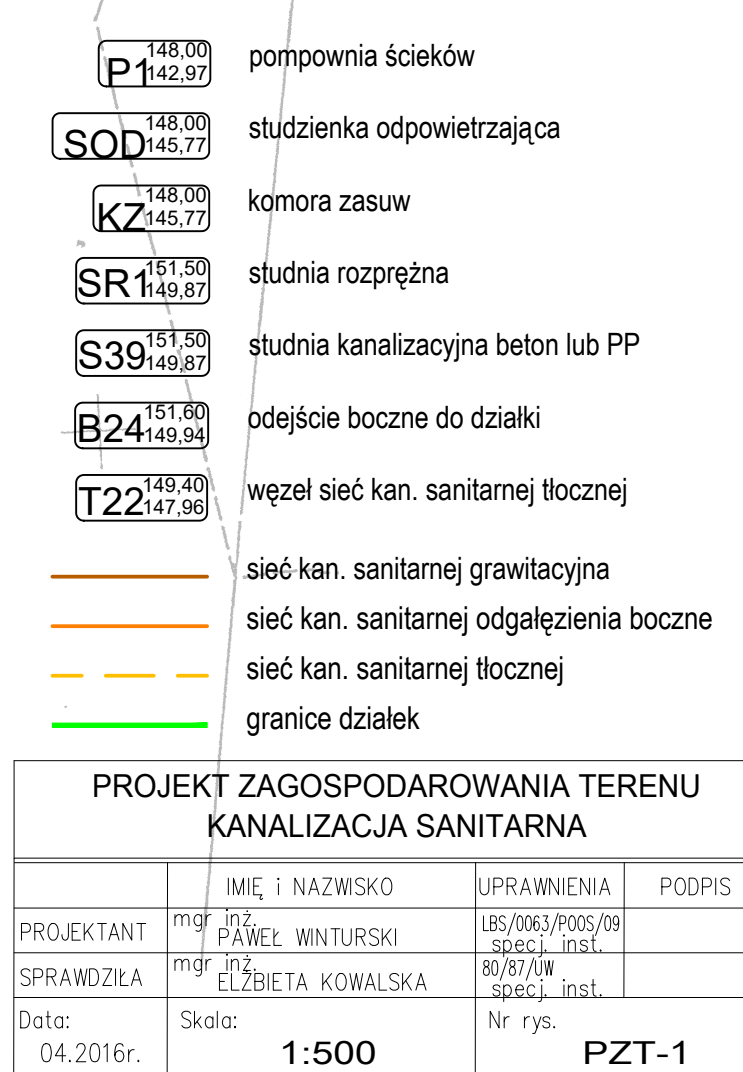 P1 148,00 142,97 pompownia ścieków
SOD 148,00 145,77 studzienka odpowietrzająca
KZ 148,00 145,77 komora zasuw
SR1 151,50 149,87 studnia rozprężna
S39 151,50 149,87 studnia kanalizacyjna beton lub PP
B24 151,60 149,94 odejście boczne do działki
T22 149,40 147,96 węzeł sieć kan. sanitarnej tłocznej
sieć kan. sanitarnej grawitacyjna
sieć kan. sanitarnej odgałęzienia boczne
sieć kan. sanitarnej tłocznej
granice działek
PROJEKT ZAGOSPODAROWANIA TERENU
KANALIZACJA SANITARNA
IMIĘ i NAZWISKO UPRAWNIENIA PODPIS
PROJEKTANT mgr inż. PAWEŁ WINTURSKI LBS/0063/POOS/09 specj. inst.
SPRAWDZIŁA mgr inż. ELŻBIETA KOWALSKA 80/87/UW specj. inst.
Data: Skala: Nr rys.
04.2016r. 1:500 PZT-1